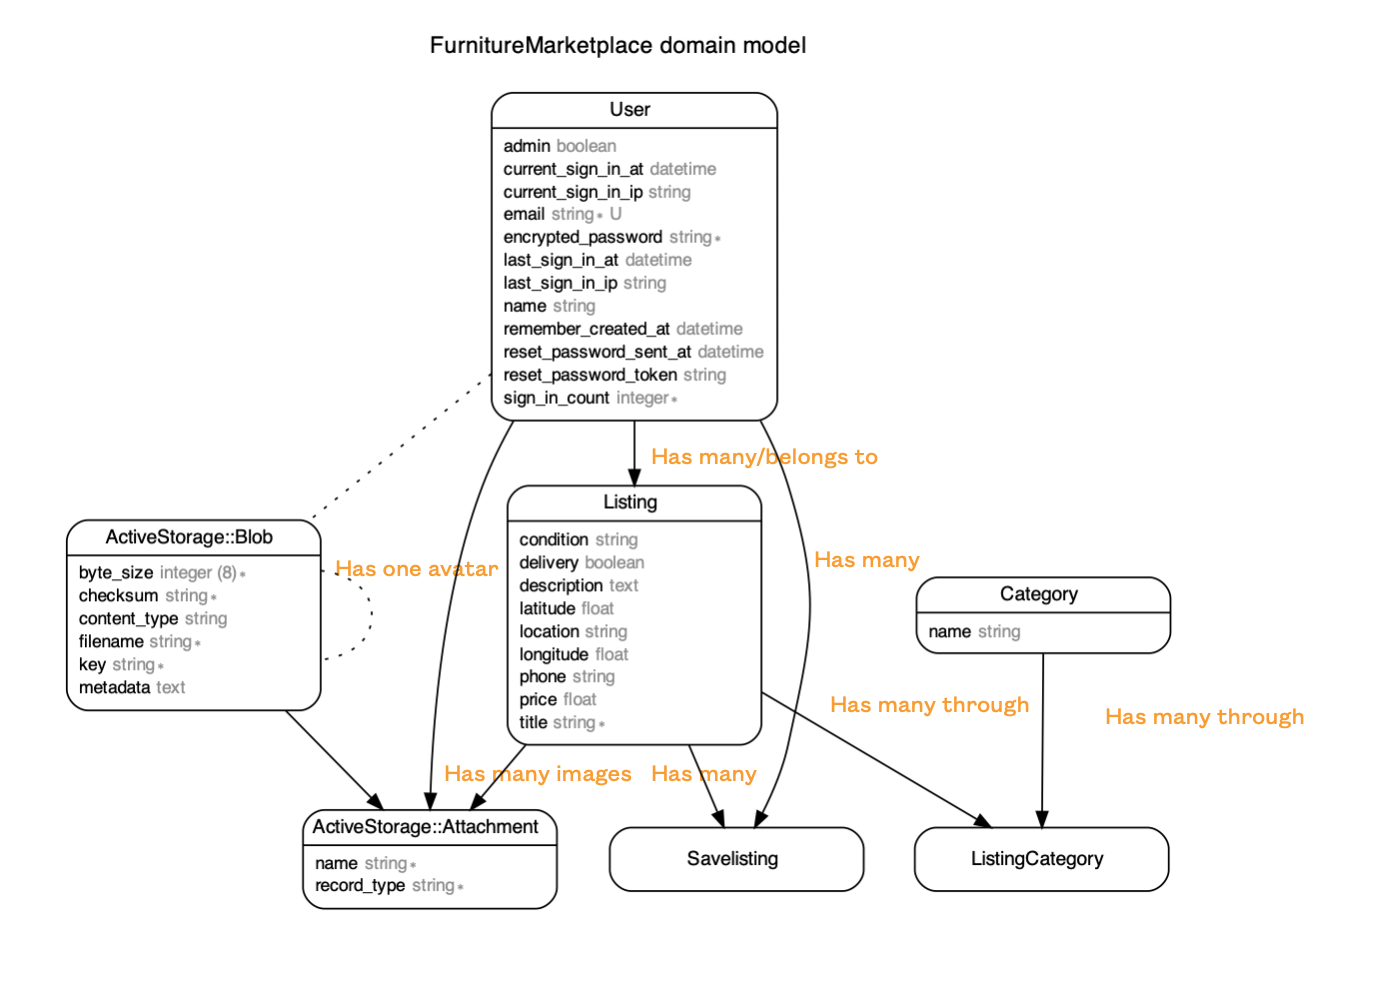 FurnitureMarketplace domain model
User
admin boolean
current_sign_in_at datetime
current_sign_in_ip string
email string* U
encrypted_password string*
last_sign_in_at datetime
last_sign_in_ip string
name string
remember_created_at datetime
reset_password_sent_at datetime
reset_password_token string
sign_in_count integer*
Has many/belongs to
Listing
condition string
delivery boolean
description text
latitude float
location string
longitude float
phone string
price float
title string*
ActiveStorage::Blob
byte_size integer (8)*
checksum string*
content_type string
filename string*
key string*
metadata text
Has one avatar
Has many
Category
name string
Has many through
Has many through
Has many images
Has many
ActiveStorage::Attachment
name string*
record_type string*
Savelisting
ListingCategory